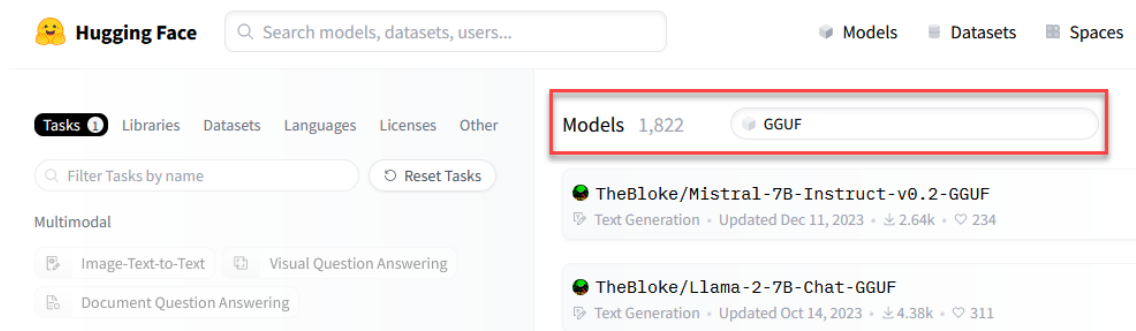 Hugging Face
Search models, datasets, users...
Models
Datasets
Spaces
Tasks 1
Libraries
Datasets
Languages
Licenses
Other
Filter Tasks by name
Reset Tasks
Multimodal
Image-Text-to-Text
Visual Question Answering
Document Question Answering
Models 1,822
GGUF
TheBloke/Mistral-7B-Instruct-v0.2-GGUF
Text Generation • Updated Dec 11, 2023 • 2.64k • 234
TheBloke/Llama-2-7B-Chat-GGUF
Text Generation • Updated Oct 14, 2023 • 4.38k • 311